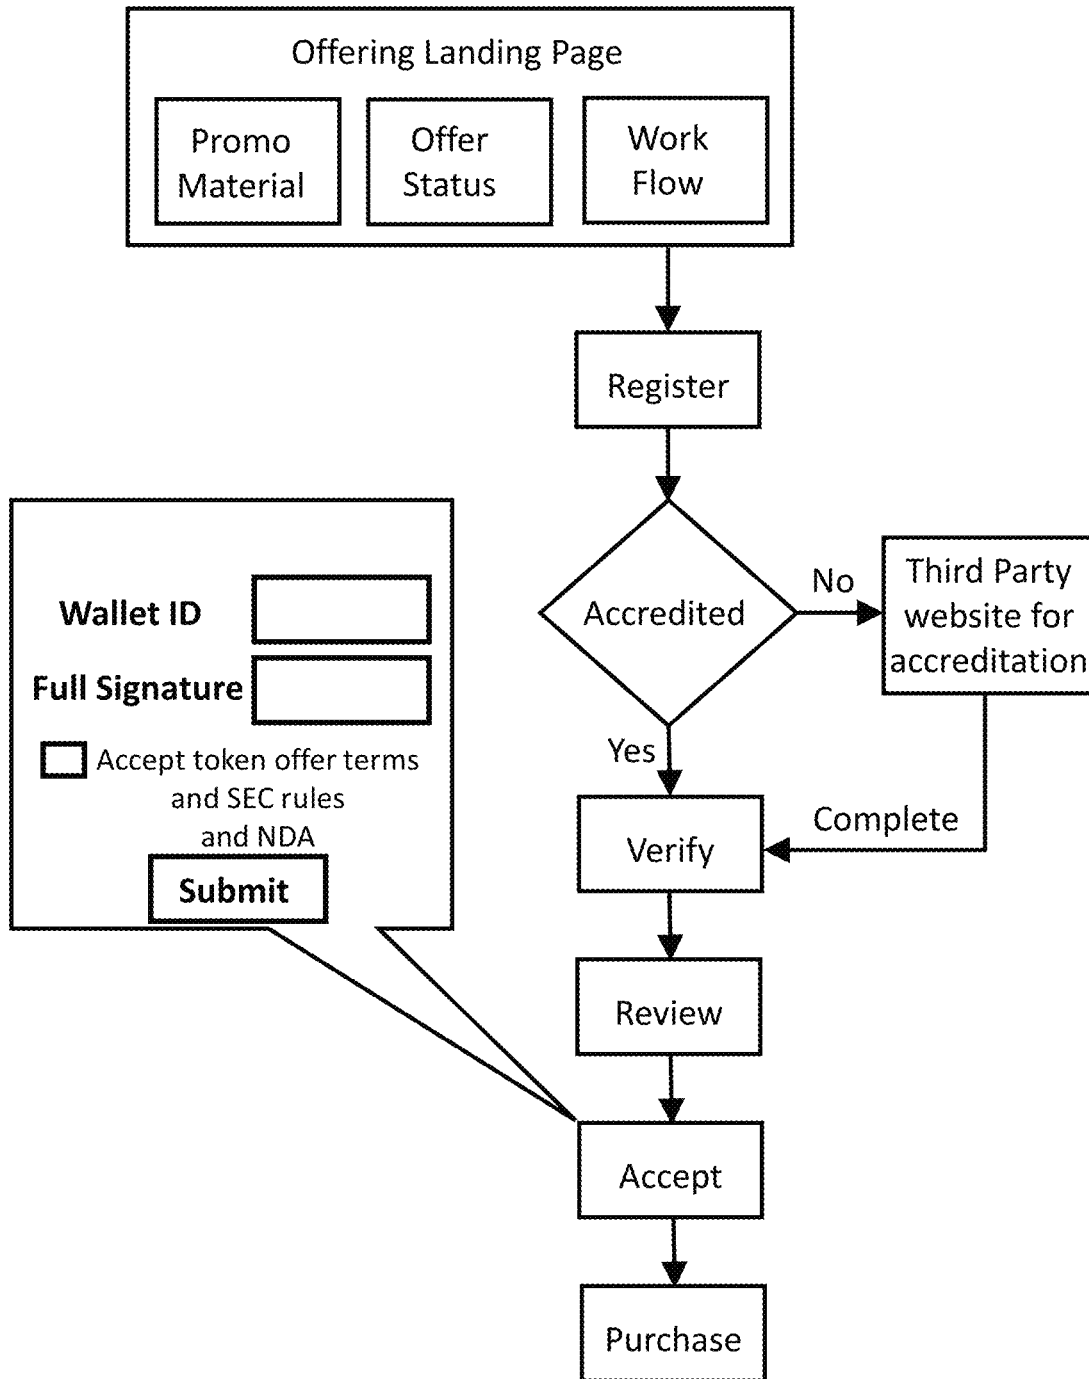 Offering Landing Page
Promo
Material
Offer
Status
Work
Flow
Register
Accredited
No
Third Party
website for
accreditation
Yes
Complete
Verify
Review
Wallet ID
Full Signature
Accept token offer terms
and SEC rules
and NDA
Submit
Accept
Purchase